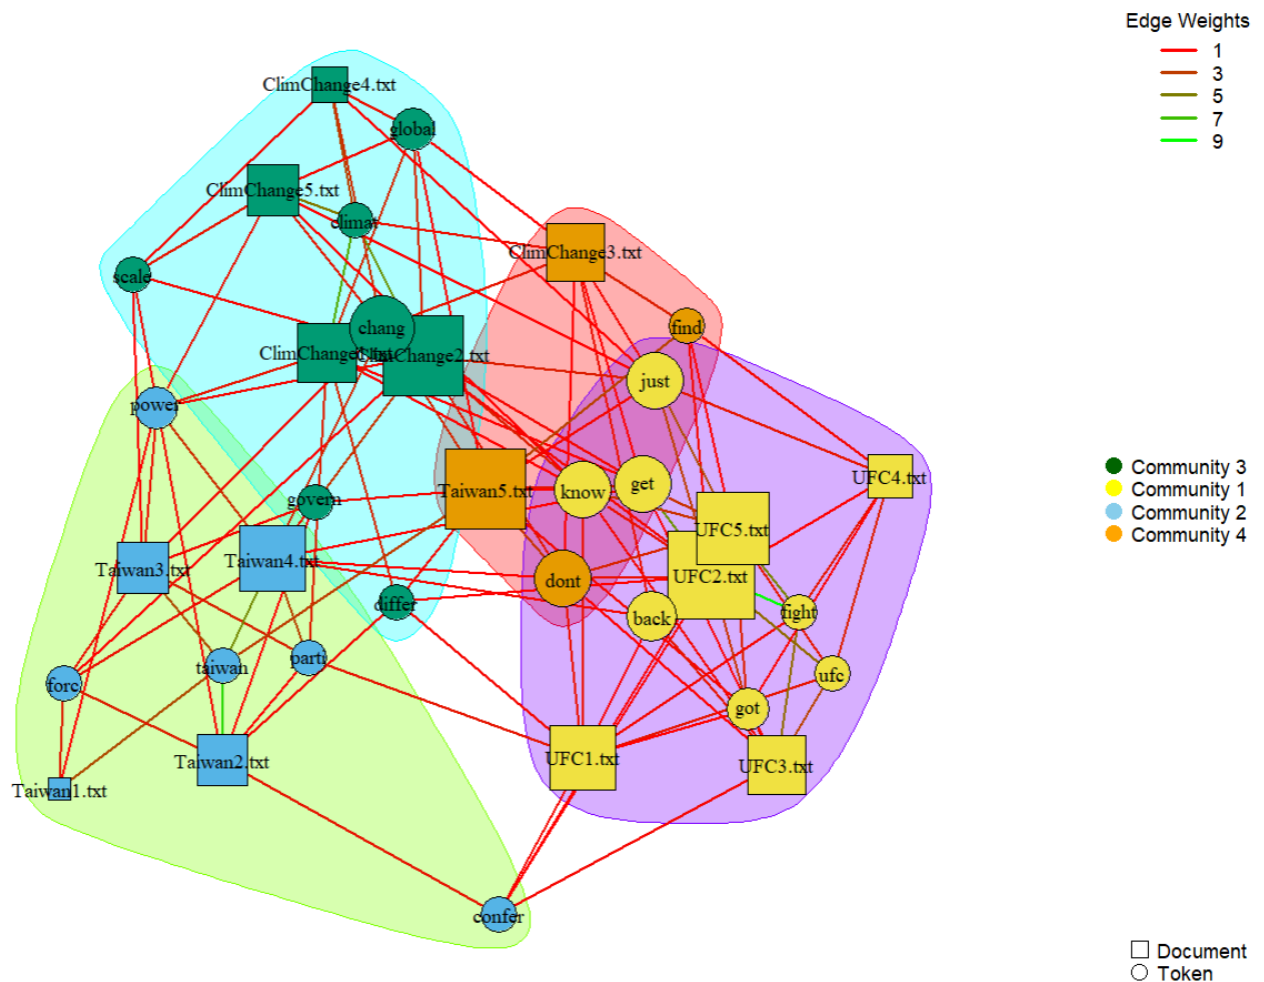 Edge Weights
1
3
5
7
9
ClimChange4.txt
global
ClimChange5.txt
climat
ClimChange3.txt
scale
find
chang
ClimChange2.txt
just
power
UFC4.txt
Taiwan5.txt
know
get
govern
UFC5.txt
Taiwan3.txt
Taiwan4.txt
UFC2.txt
dont
differ
back
fight
taiwan
parti
ufc
forc
got
Taiwan2.txt
UFC1.txt
UFC3.txt
Taiwan1.txt
confer
Community 3
Community 1
Community 2
Community 4
Document
Token